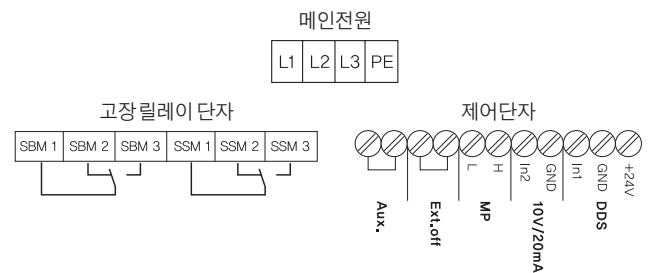 메인전원
L1 L2 L3 PE
고장릴레이 단자
SBM 1 SBM 2 SBM 3 SSM 1 SSM 2 SSM 3
제어단자
L H In2 GND In1 GND +24V
Aux. Ext.off MP 10V/20mA DDS